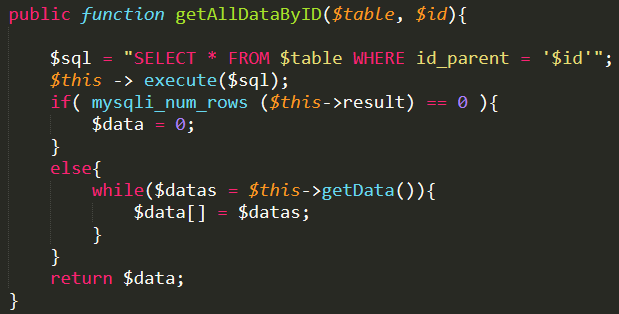 public function getAllDataByID($table, $id){
$sql = "SELECT * FROM $table WHERE id_parent = '$id'";
$this -> execute($sql);
if( mysqli_num_rows ($this->result) == 0 ){
$data = 0;
}
else{
while($datas = $this->getData()){
$data[] = $datas;
}
}
return $data;
}